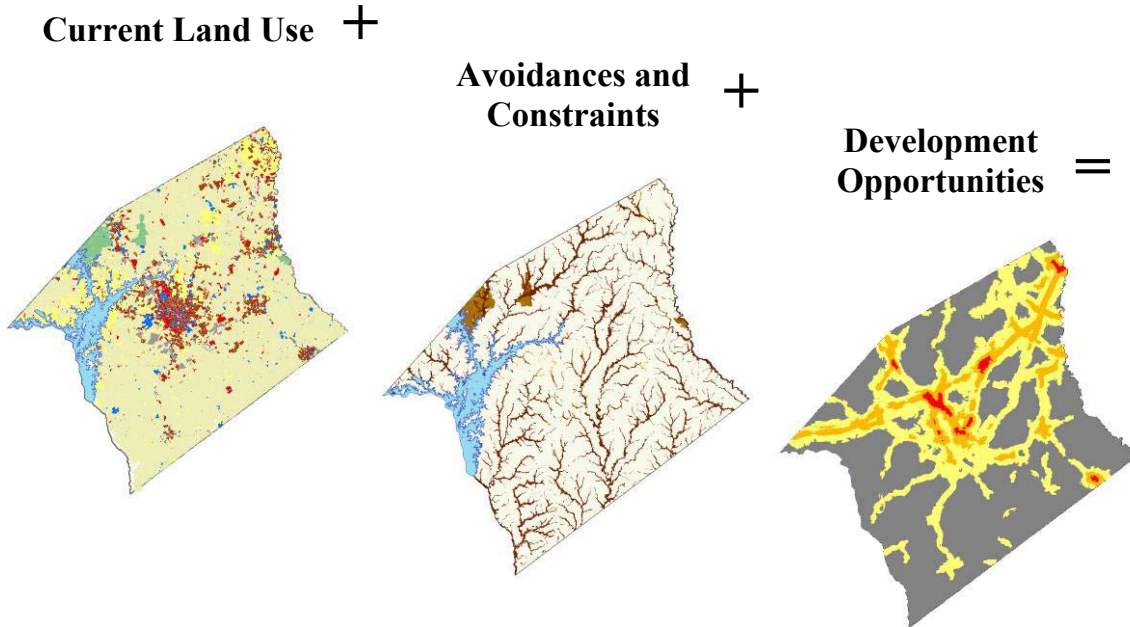 Current Land Use +
Avoidances and
Constraints +
Development
Opportunities =